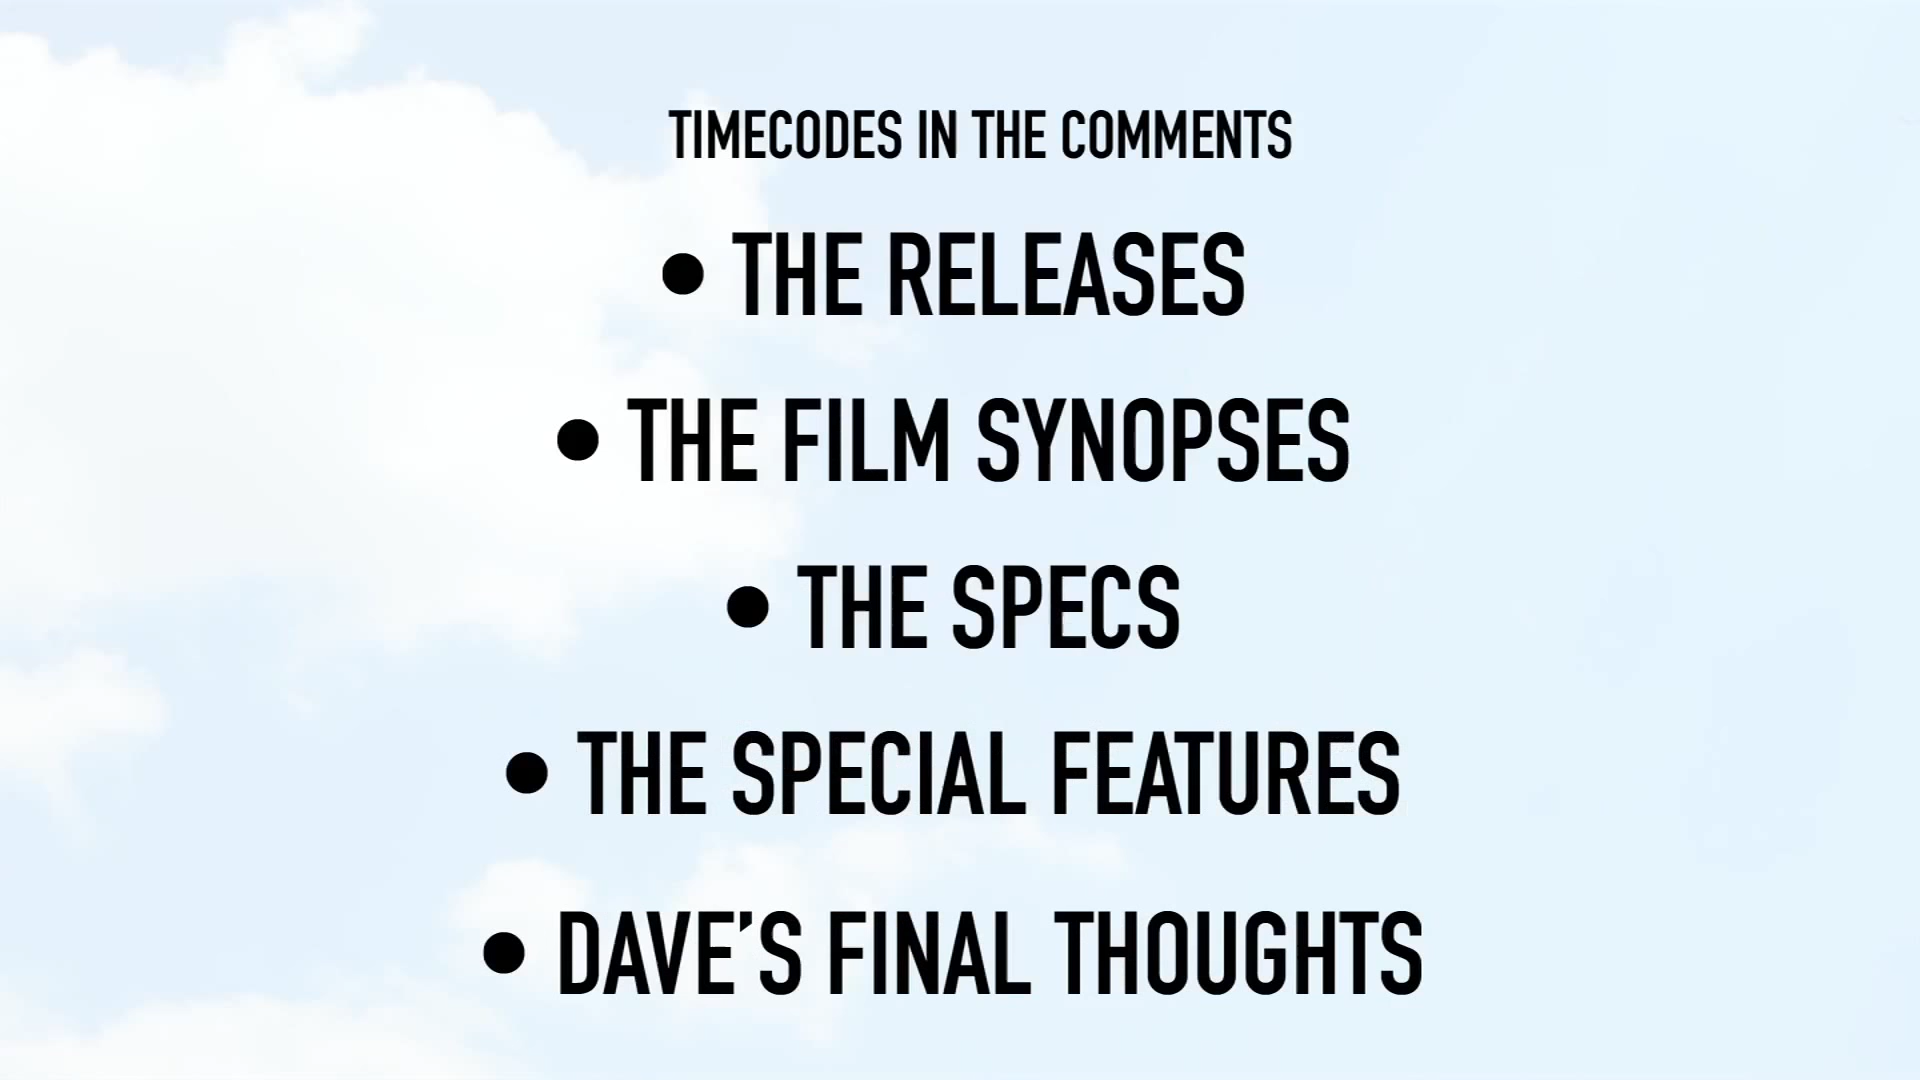 TIMECODES IN THE COMMENTS
• THE RELEASES
• THE FILM SYNOPSES
• THE SPECS
• THE SPECIAL FEATURES
• DAVE’S FINAL THOUGHTS